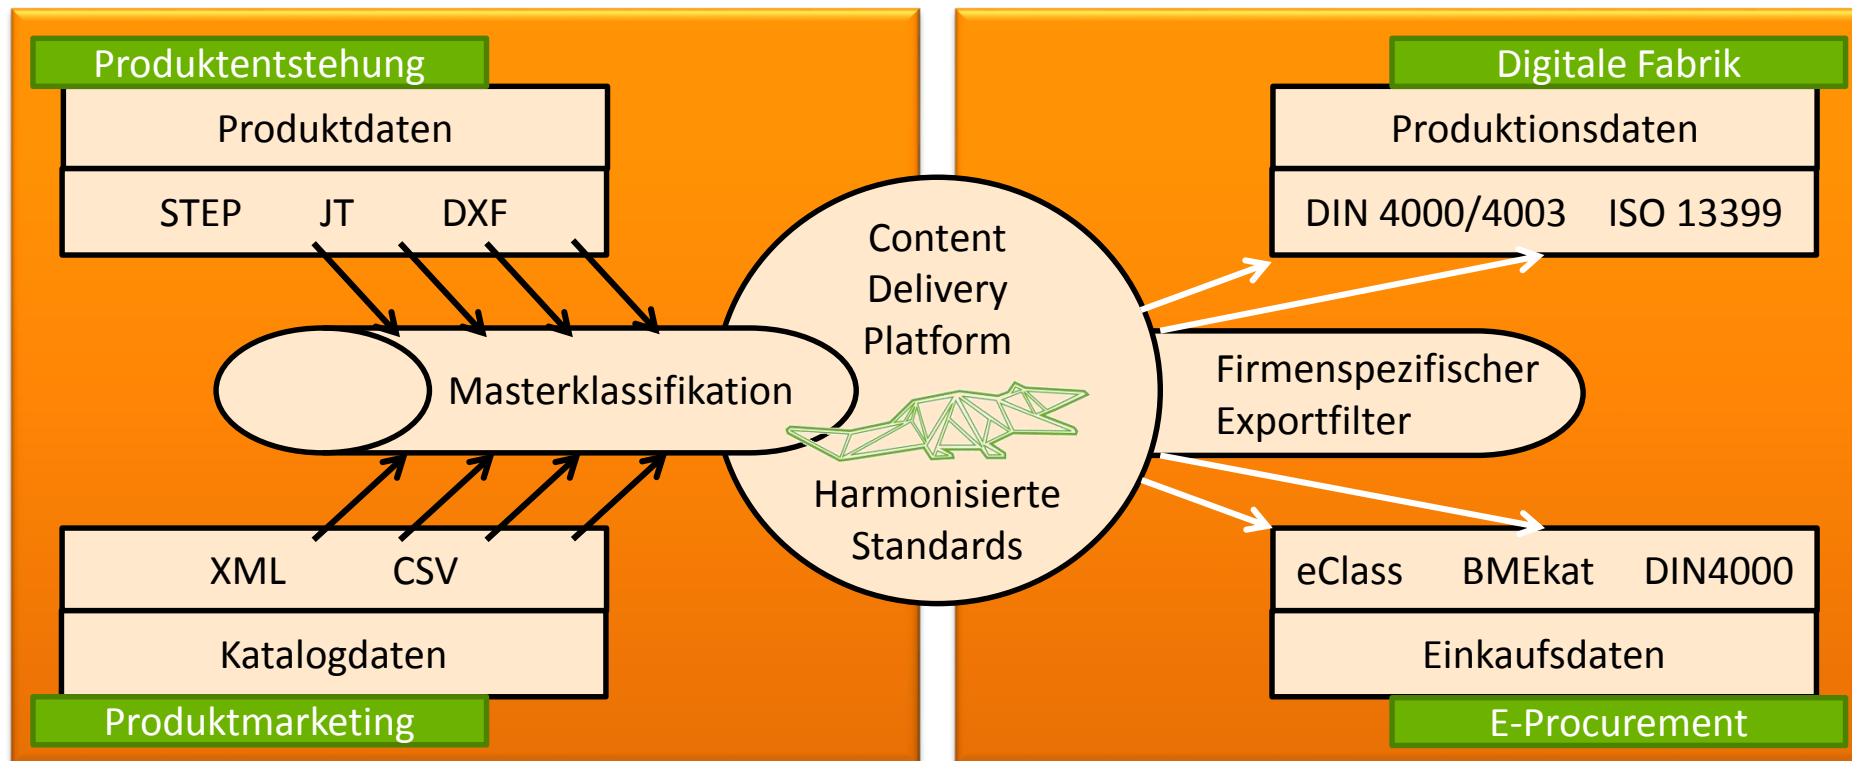 Produktentstehung
Produktdaten
STEP JT DXF
Masterklassifikation
XML CSV
Katalogdaten
Produktmarketing
Content
Delivery
Platform
Harmonisierte
Standards
Digitale Fabrik
Produktionsdaten
DIN 4000/4003 ISO 13399
Firmenspezifischer
Exportfilter
eClass BMEkat DIN4000
Einkaufsdaten
E-Procurement